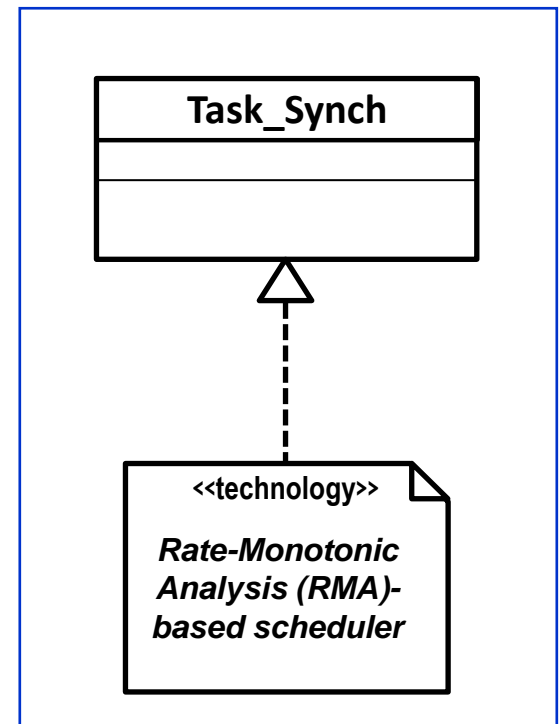 Task_Synch
<<technology>>
Rate-Monotonic
Analysis (RMA)-
based scheduler